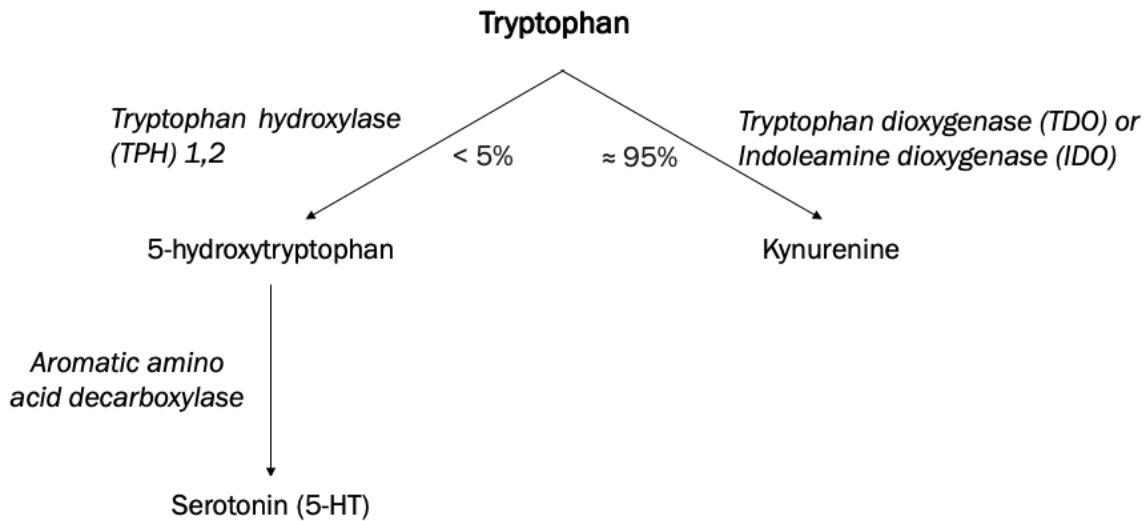 Tryptophan
Tryptophan hydroxylase
(TPH) 1,2
< 5%
≈ 95%
Tryptophan dioxygenase (TDO) or
Indoleamine dioxygenase (IDO)
5-hydroxytryptophan
Kynurenine
Aromatic amino
acid decarboxylase
Serotonin (5-HT)